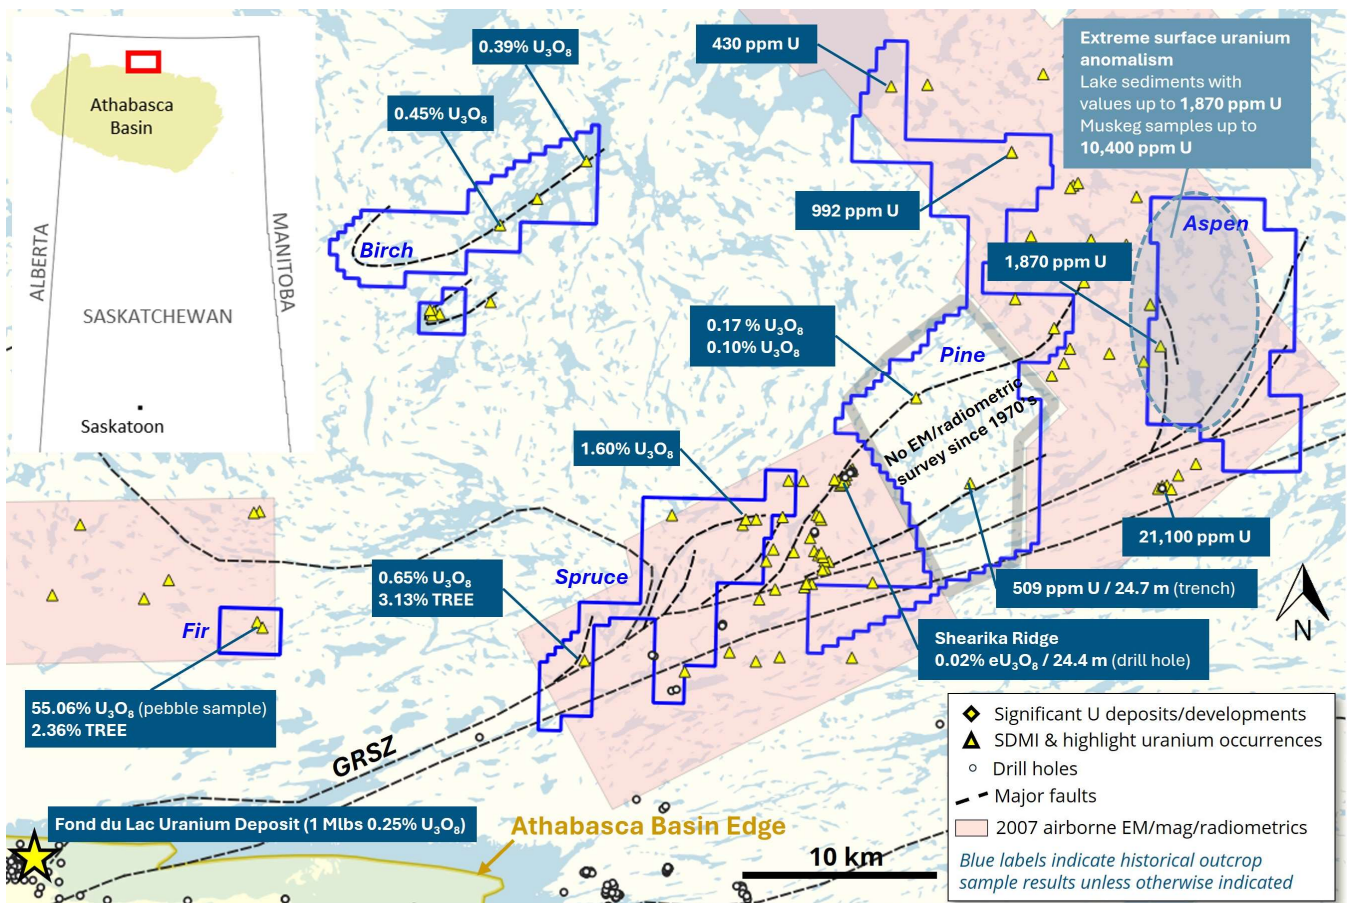 Athabasca
Basin
ALBERTA
MANITOBA
SASKATCHEWAN
Saskatoon
0.39% U₃O₈
0.45% U₃O₈
Birch
430 ppm U
992 ppm U
Extreme surface uranium
anomalism
Lake sediments with
values up to 1,870 ppm U
Muskeg samples up to
10,400 ppm U
Aspen
1,870 ppm U
0.17 % U₃O₈
0.10% U₃O₈
Pine
No EM/radiometric
survey since 1970's
1.60% U₃O₈
21,100 ppm U
Spruce
0.65% U₃O₈
3.13% TREE
509 ppm U / 24.7 m (trench)
Fir
Shearika Ridge
0.02% eU₃O₈ / 24.4 m (drill hole)
N
55.06% U₃O₈ (pebble sample)
2.36% TREE
GRSZ
Fond du Lac Uranium Deposit (1 Mlbs 0.25% U₃O₈)
Athabasca Basin Edge
10 km
Significant U deposits/developments
SDMI & highlight uranium occurrences
Drill holes
Major faults
2007 airborne EM/mag/radiometrics
Blue labels indicate historical outcrop
sample results unless otherwise indicated